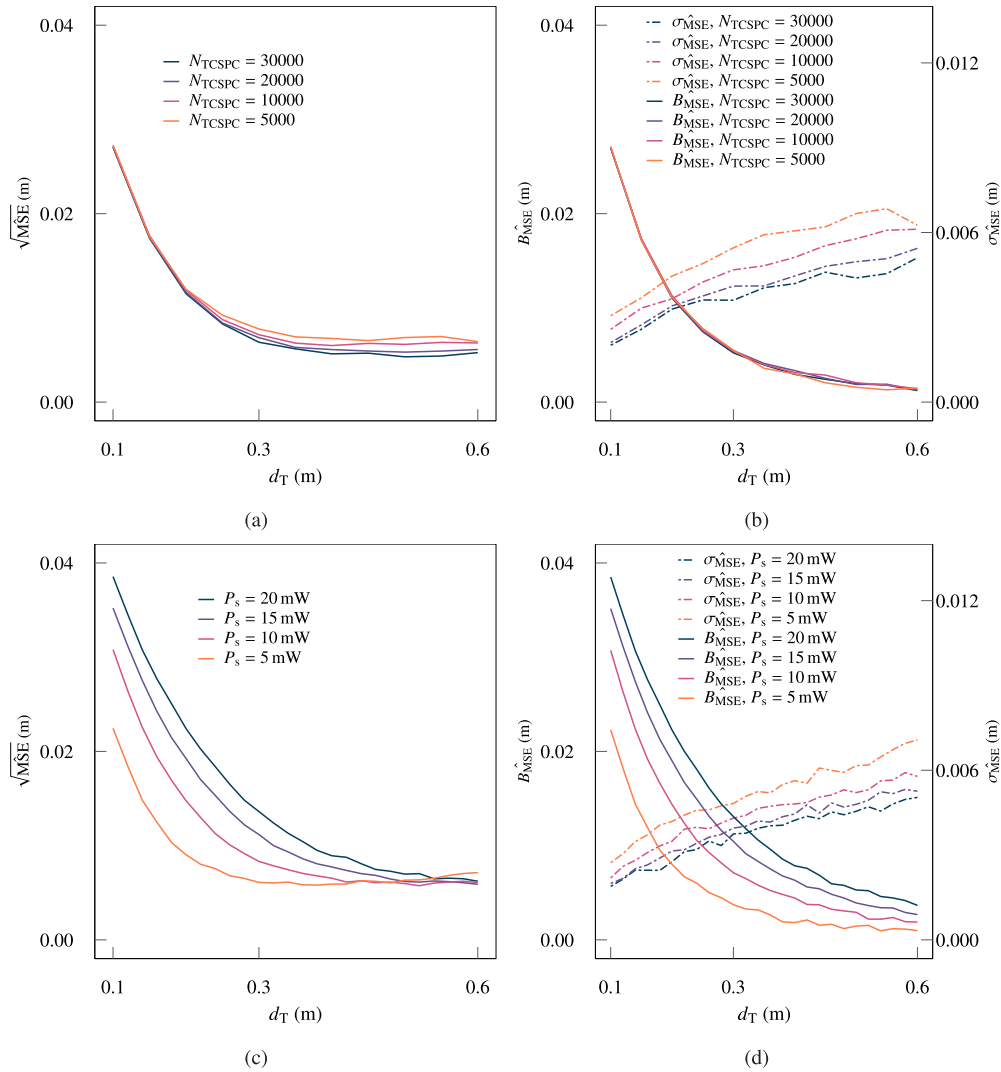 0.04
N_TCSPC = 30000
N_TCSPC = 20000
N_TCSPC = 10000
N_TCSPC = 5000
0.02
0.00
√MŜE (m)
0.1 0.3 0.6
d_T (m)
(a)
0.04
σ_MŜE, N_TCSPC = 30000
σ_MŜE, N_TCSPC = 20000
σ_MŜE, N_TCSPC = 10000
σ_MŜE, N_TCSPC = 5000
B_MŜE, N_TCSPC = 30000
B_MŜE, N_TCSPC = 20000
B_MŜE, N_TCSPC = 10000
B_MŜE, N_TCSPC = 5000
0.02
0.00
B_MŜE (m)
0.012
0.006
0.000
σ_MŜE (m)
0.1 0.3 0.6
d_T (m)
(b)
0.04
P_s = 20 mW
P_s = 15 mW
P_s = 10 mW
P_s = 5 mW
0.02
0.00
√MŜE (m)
0.1 0.3 0.6
d_T (m)
(c)
0.04
σ_MŜE, P_s = 20 mW
σ_MŜE, P_s = 15 mW
σ_MŜE, P_s = 10 mW
σ_MŜE, P_s = 5 mW
B_MŜE, P_s = 20 mW
B_MŜE, P_s = 15 mW
B_MŜE, P_s = 10 mW
B_MŜE, P_s = 5 mW
0.02
0.00
B_MŜE (m)
0.012
0.006
0.000
σ_MŜE (m)
0.1 0.3 0.6
d_T (m)
(d)